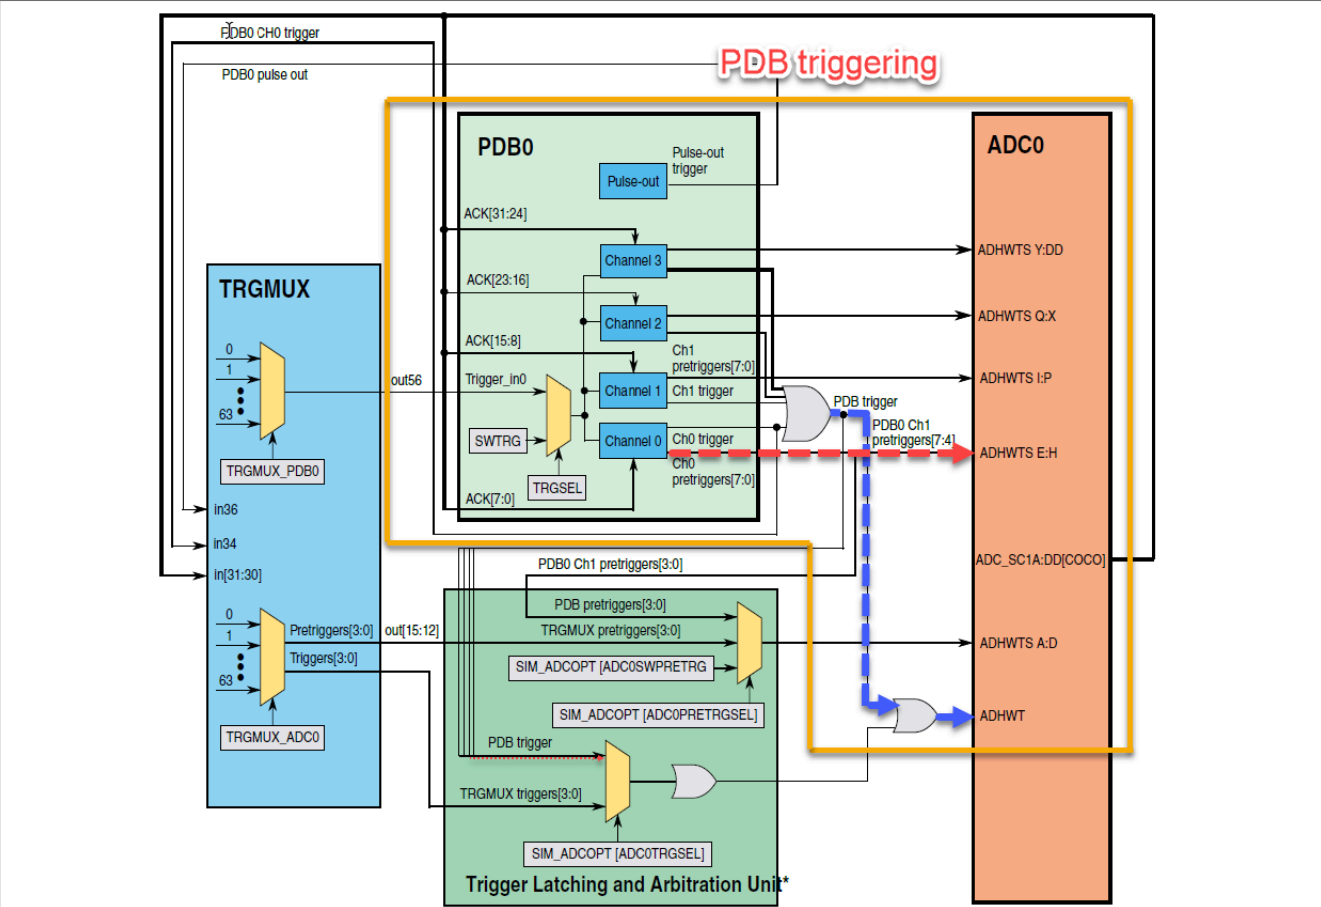 PDB0 CH0 trigger
PDB0 pulse out
PDB triggering
PDB0
ADC0
Pulse-out
trigger
Pulse-out
ACK[31:24]
ADHWTS Y:DD
Channel 3
ACK[23:16]
TRGMUX
ADHWTS Q:X
Channel 2
ACK[15:8]
Ch1
pretriggers[7:0]
0
1
63
out56
Trigger_in0
Channel 1
Ch1 trigger
ADHWTS I:P
PDB trigger
PDB0 Ch1
pretriggers[7:4]
SWTRG
Channel 0
Ch0 trigger
ADHWTS E:H
Ch0
pretriggers[7:0]
TRGMUX_PDB0
TRGSEL
ACK[7:0]
in36
in34
in[31:30]
PDB0 Ch1 pretriggers[3:0]
ADC_SC1A:DD[COCO]
PDB pretriggers[3:0]
0
1
63
Pretriggers[3:0]
out[15:12]
TRGMUX pretriggers[3:0]
ADHWTS A:D
Triggers[3:0]
SIM_ADCOPT [ADC0SWPRETRG
SIM_ADCOPT [ADC0PRETRGSEL]
ADHWT
TRGMUX_ADC0
PDB trigger
TRGMUX triggers[3:0]
SIM_ADCOPT [ADC0TRGSEL]
Trigger Latching and Arbitration Unit*